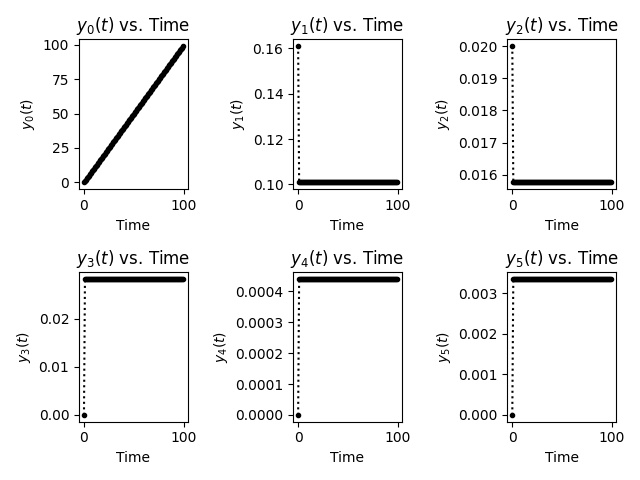 y₀(t) vs. Time
y₁(t) vs. Time
y₂(t) vs. Time
100
75
50
25
0
y₀(t)
0 100
Time
0.16
0.14
0.12
0.10
y₁(t)
0 100
Time
0.020
0.019
0.018
0.017
0.016
y₂(t)
0 100
Time
y₃(t) vs. Time
y₄(t) vs. Time
y₅(t) vs. Time
0.02
0.01
0.00
y₃(t)
0 100
Time
0.0004
0.0003
0.0002
0.0001
0.0000
y₄(t)
0 100
Time
0.003
0.002
0.001
0.000
y₅(t)
0 100
Time